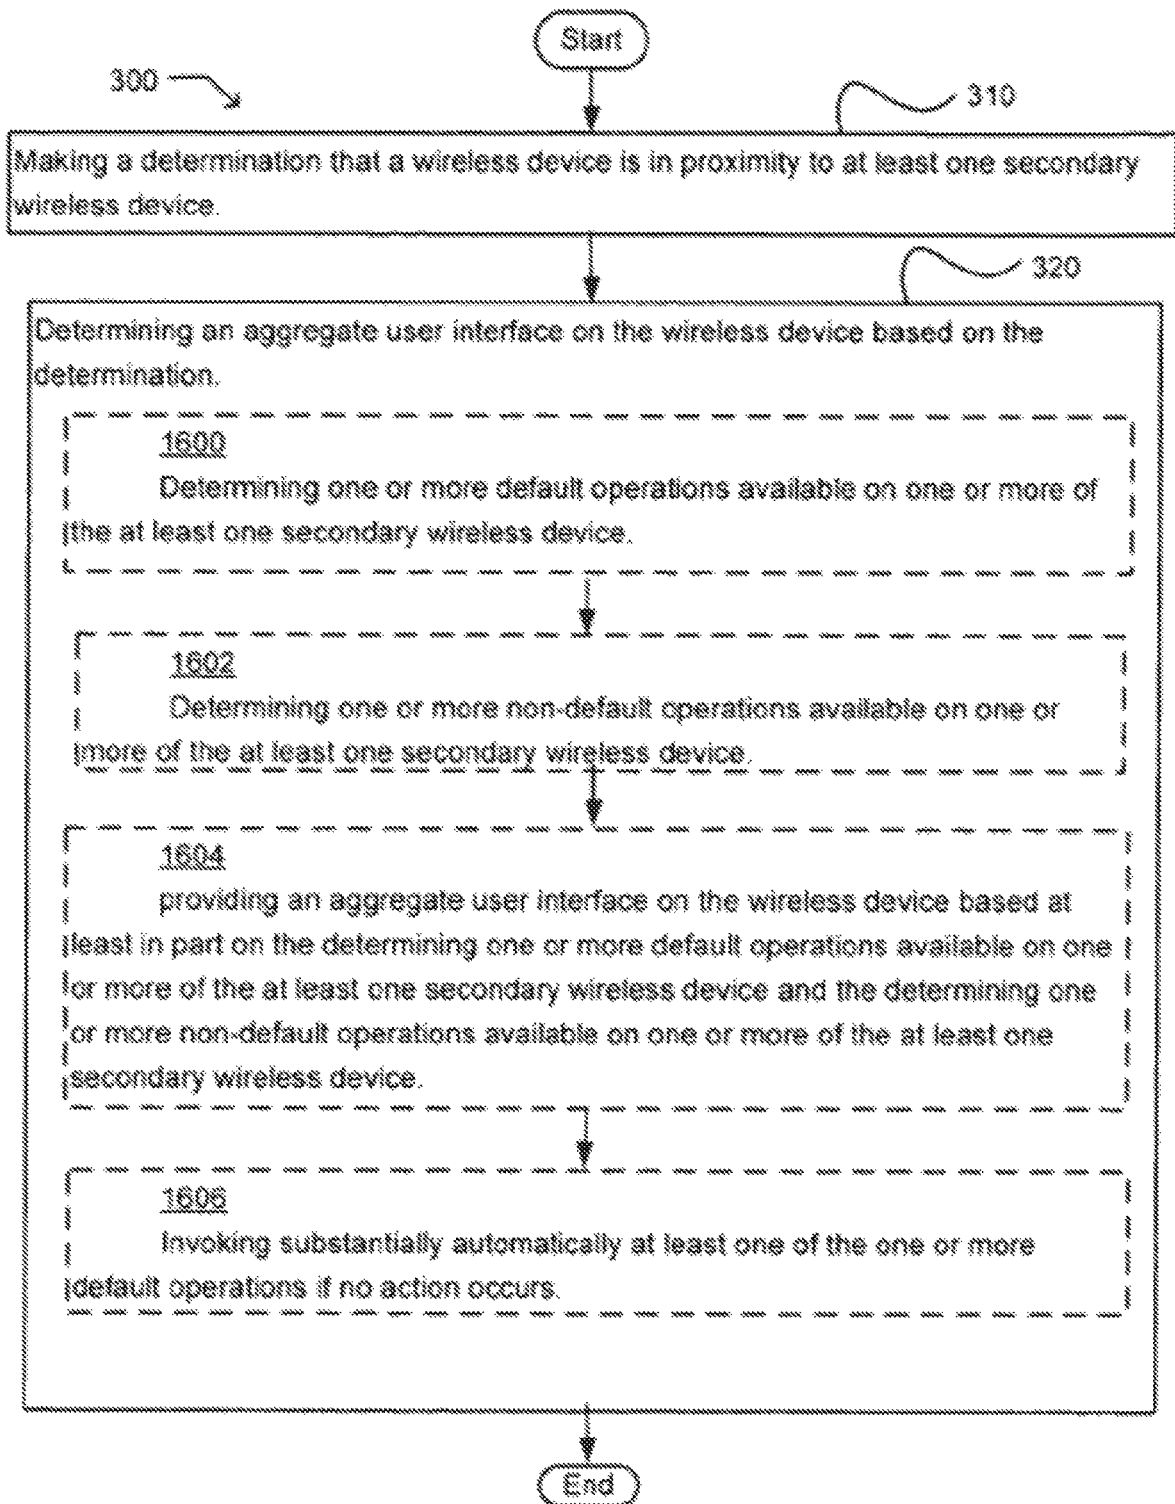 Start
300
310
Making a determination that a wireless device is in proximity to at least one secondary
wireless device.
320
Determining an aggregate user interface on the wireless device based on the
determination.
1600
Determining one or more default operations available on one or more of
the at least one secondary wireless device.
1602
Determining one or more non-default operations available on one or
more of the at least one secondary wireless device.
1604
providing an aggregate user interface on the wireless device based at
least in part on the determining one or more default operations available on one
or more of the at least one secondary wireless device and the determining one
or more non-default operations available on one or more of the at least one
secondary wireless device.
1606
Invoking substantially automatically at least one of the one or more
default operations if no action occurs.
End